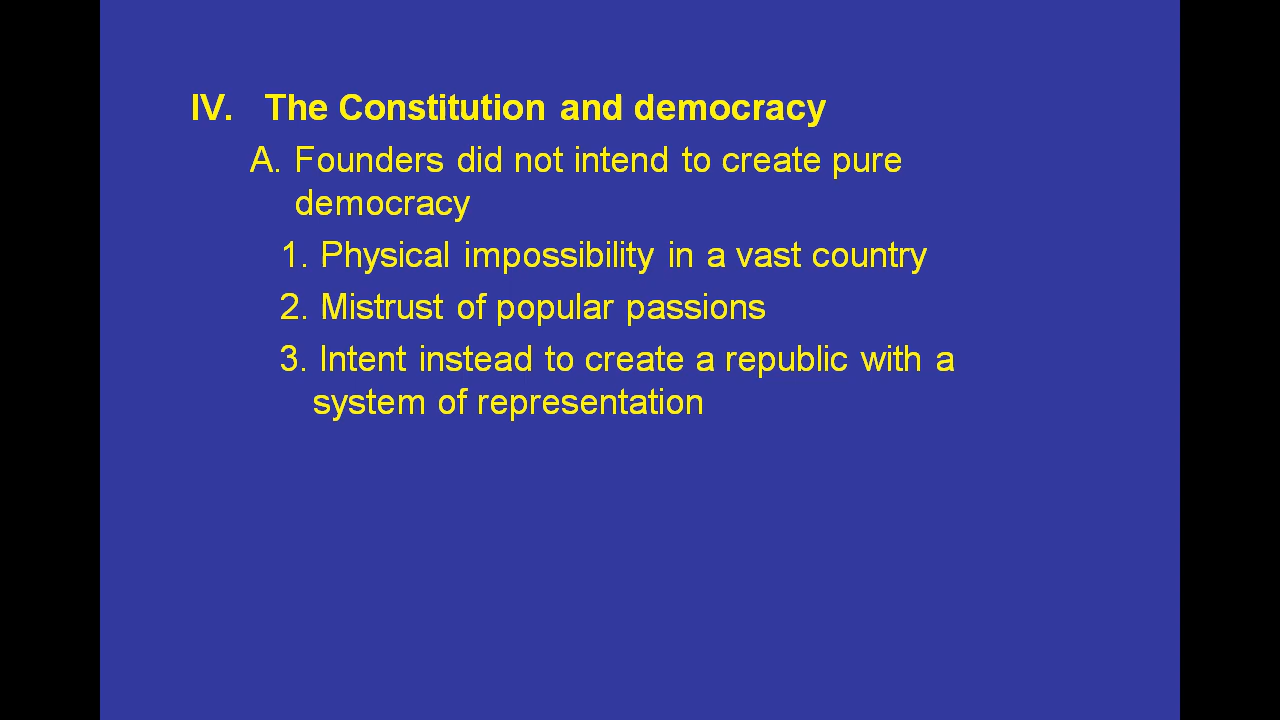 IV. The Constitution and democracy
A. Founders did not intend to create pure
democracy
1. Physical impossibility in a vast country
2. Mistrust of popular passions
3. Intent instead to create a republic with a
system of representation